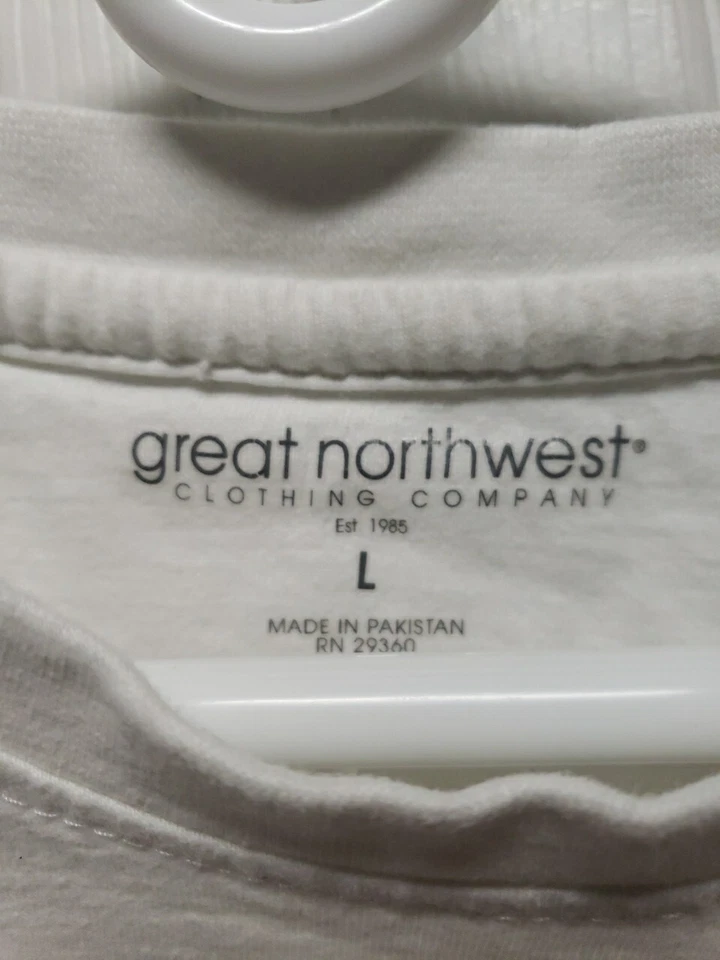 great northwest®
CLOTHING COMPANY
Est 1985
L
MADE IN PAKISTAN
RN 29360